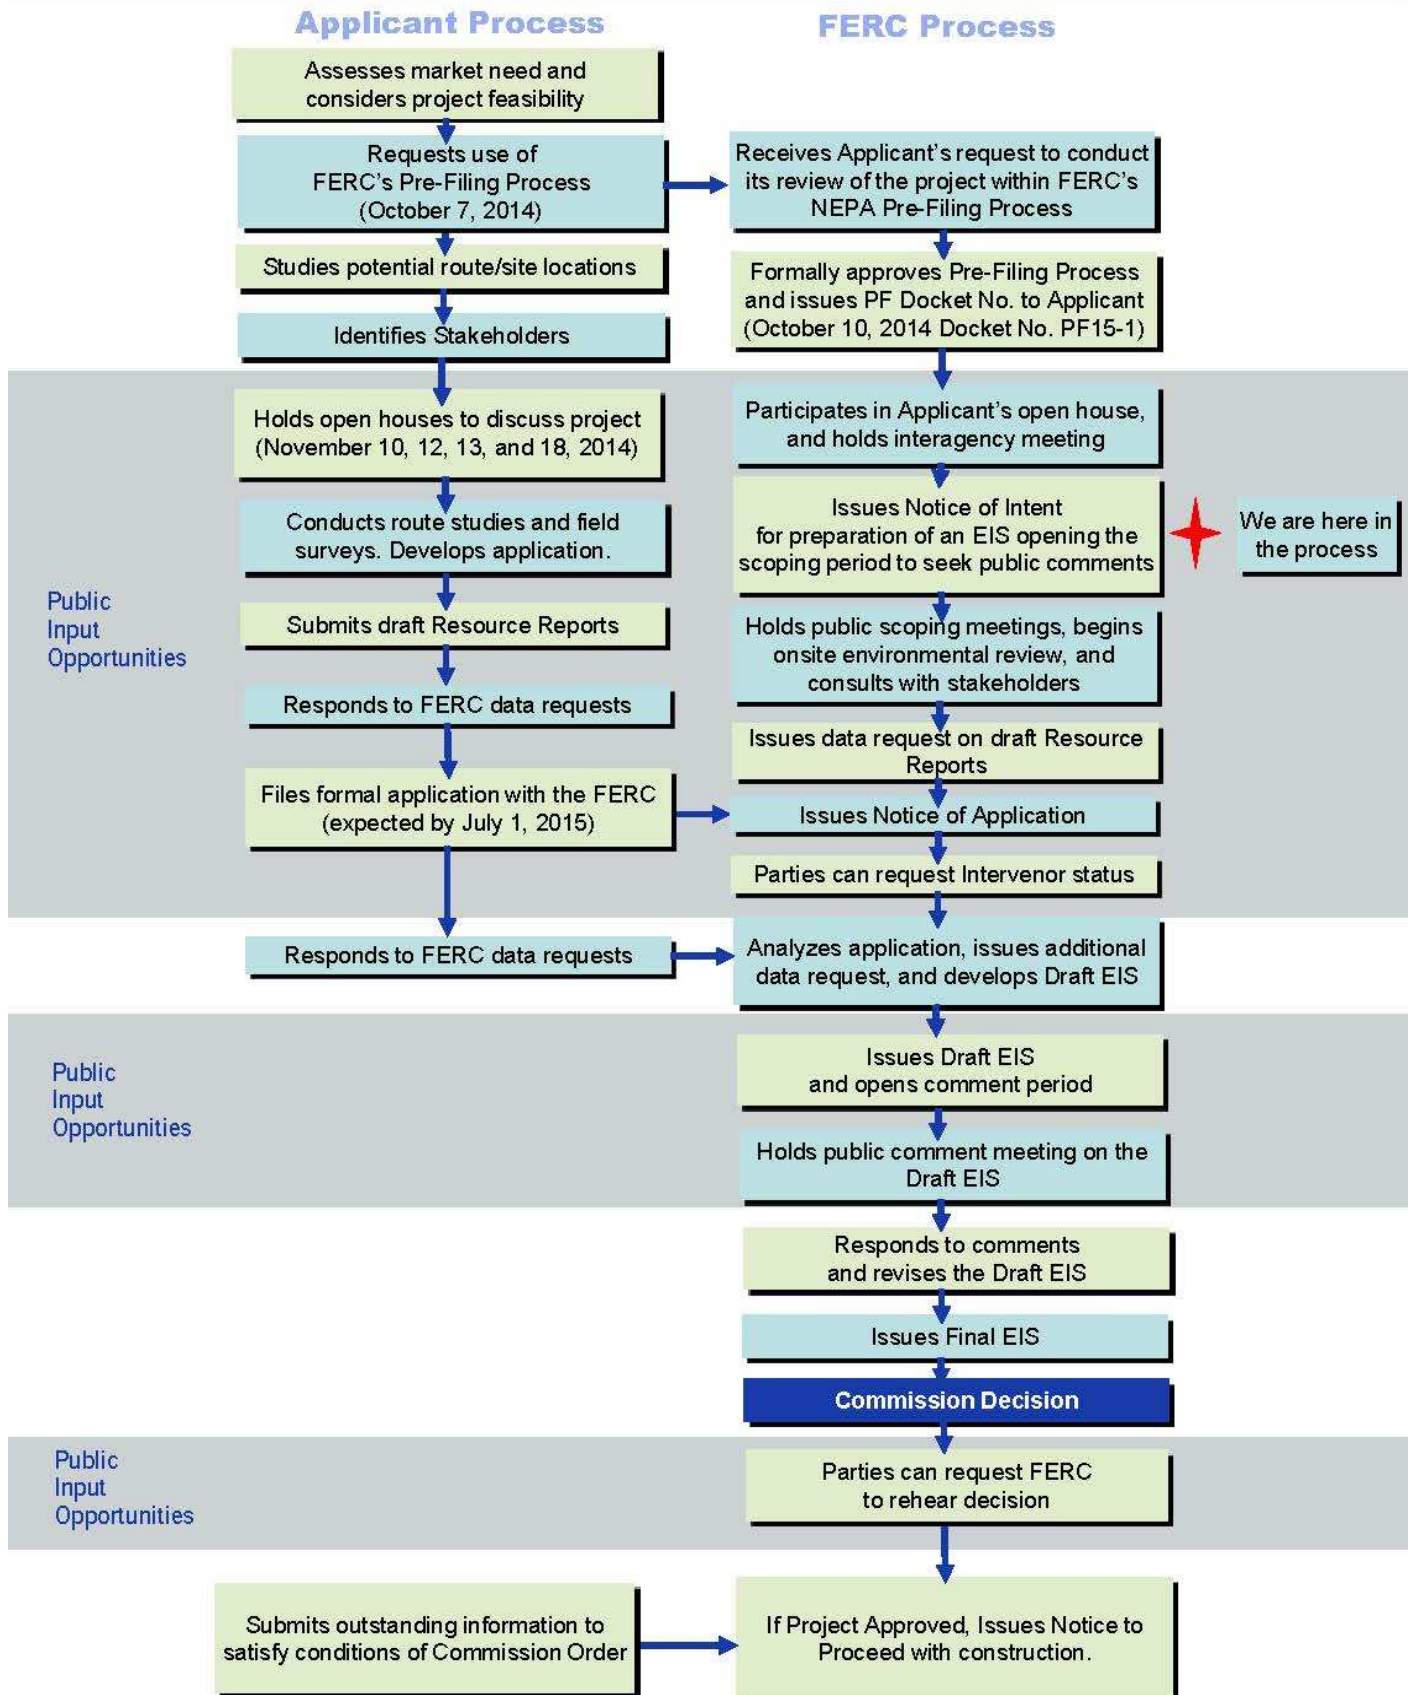 Applicant Process
FERC Process
Assesses market need and
considers project feasibility
Requests use of
FERC's Pre-Filing Process
(October 7, 2014)
Receives Applicant's request to conduct
its review of the project within FERC's
NEPA Pre-Filing Process
Studies potential route/site locations
Formally approves Pre-Filing Process
and issues PF Docket No. to Applicant
(October 10, 2014 Docket No. PF15-1)
Identifies Stakeholders
Public
Input
Opportunities
Holds open houses to discuss project
(November 10, 12, 13, and 18, 2014)
Participates in Applicant's open house,
and holds interagency meeting
Conducts route studies and field
surveys. Develops application.
Issues Notice of Intent
for preparation of an EIS opening the
scoping period to seek public comments
We are here in
the process
Submits draft Resource Reports
Holds public scoping meetings, begins
onsite environmental review, and
consults with stakeholders
Responds to FERC data requests
Issues data request on draft Resource
Reports
Files formal application with the FERC
(expected by July 1, 2015)
Issues Notice of Application
Parties can request Intervenor status
Responds to FERC data requests
Analyzes application, issues additional
data request, and develops Draft EIS
Public
Input
Opportunities
Issues Draft EIS
and opens comment period
Holds public comment meeting on the
Draft EIS
Responds to comments
and revises the Draft EIS
Issues Final EIS
Commission Decision
Public
Input
Opportunities
Parties can request FERC
to rehear decision
Submits outstanding information to
satisfy conditions of Commission Order
If Project Approved, Issues Notice to
Proceed with construction.